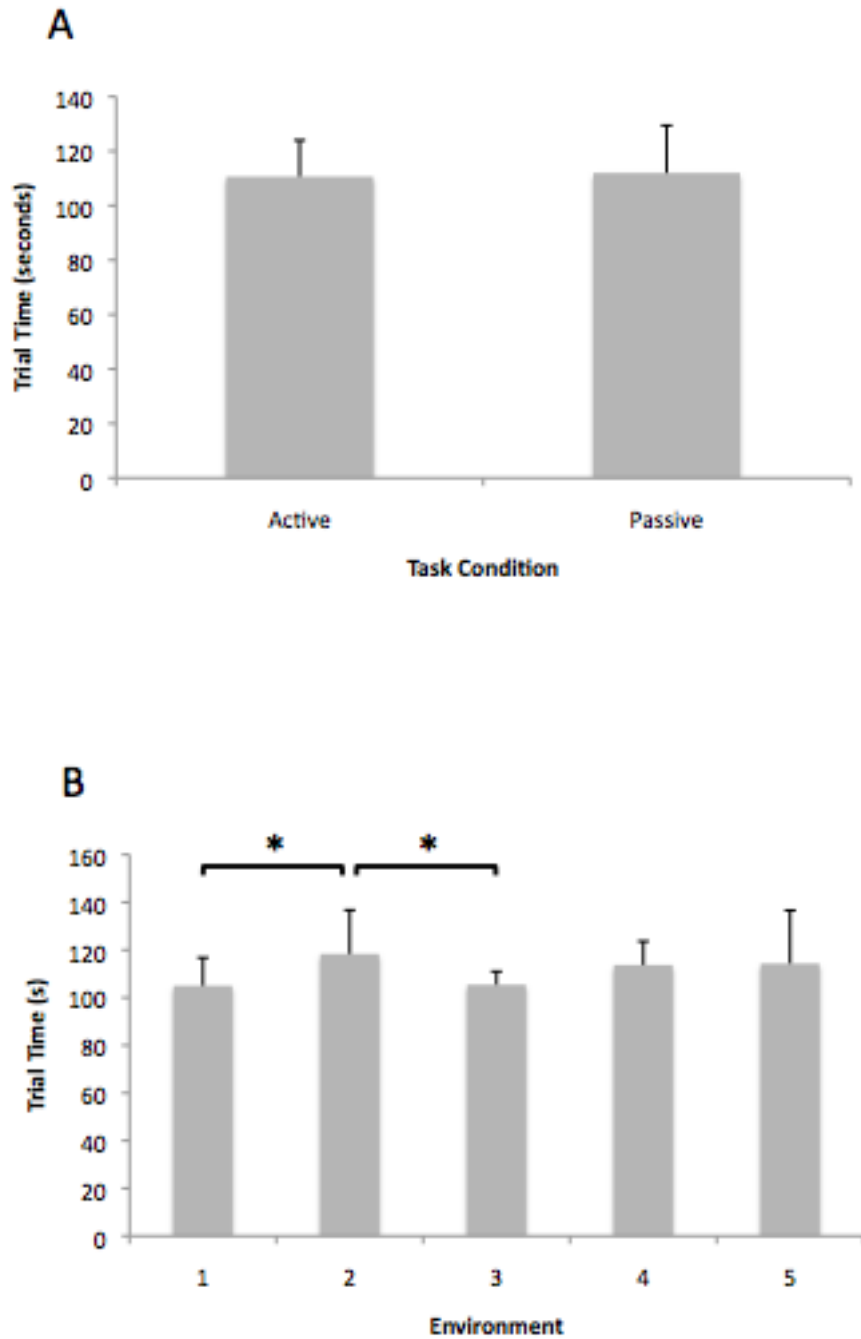 A
140
120
100
80
60
40
20
0
Trial Time (seconds)
Active Passive
Task Condition
B
* *
160
140
120
100
80
60
40
20
0
Trial Time (s)
1 2 3 4 5
Environment